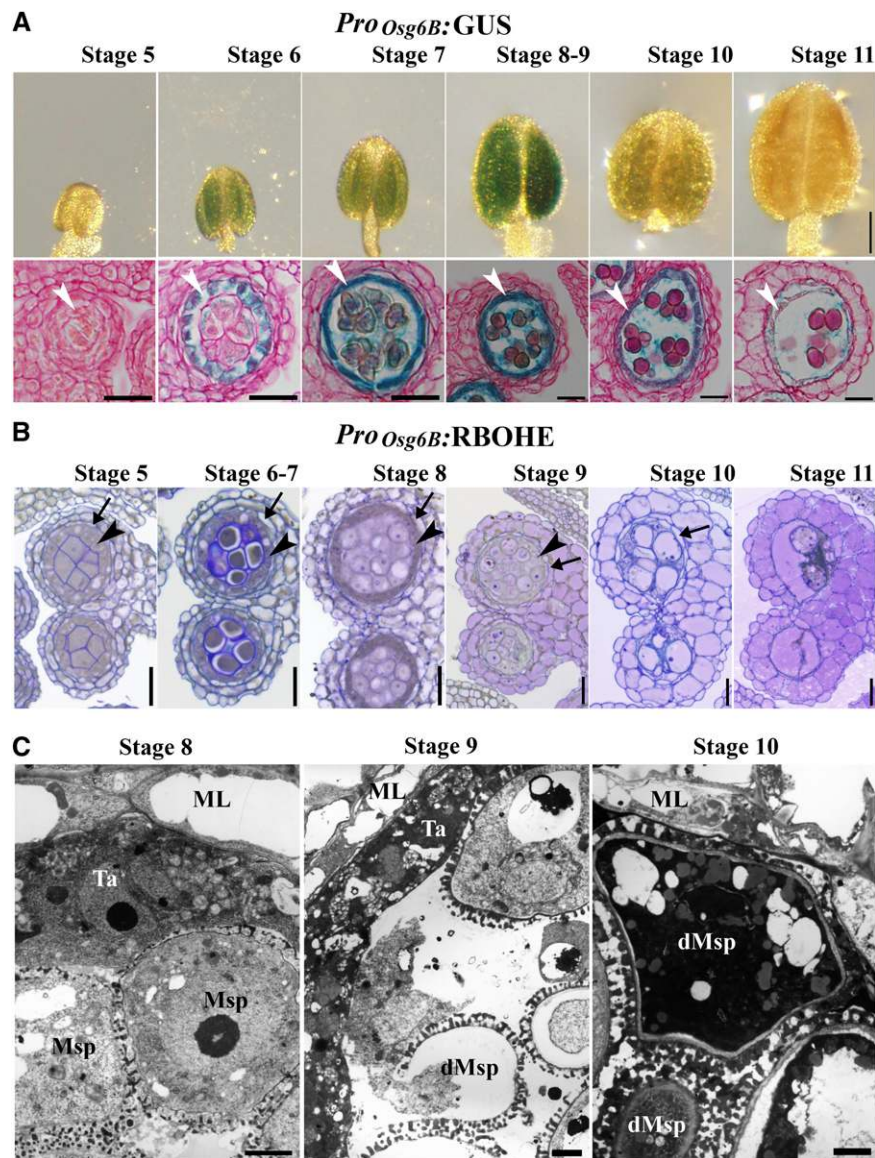 A
Pro Osg6B:GUS
Stage 5 Stage 6 Stage 7 Stage 8-9 Stage 10 Stage 11
B
Pro Osg6B:RBOHE
Stage 5 Stage 6-7 Stage 8 Stage 9 Stage 10 Stage 11
C
Stage 8 Stage 9 Stage 10
ML ML ML
Ta Ta
Msp Msp dMsp dMsp dMsp